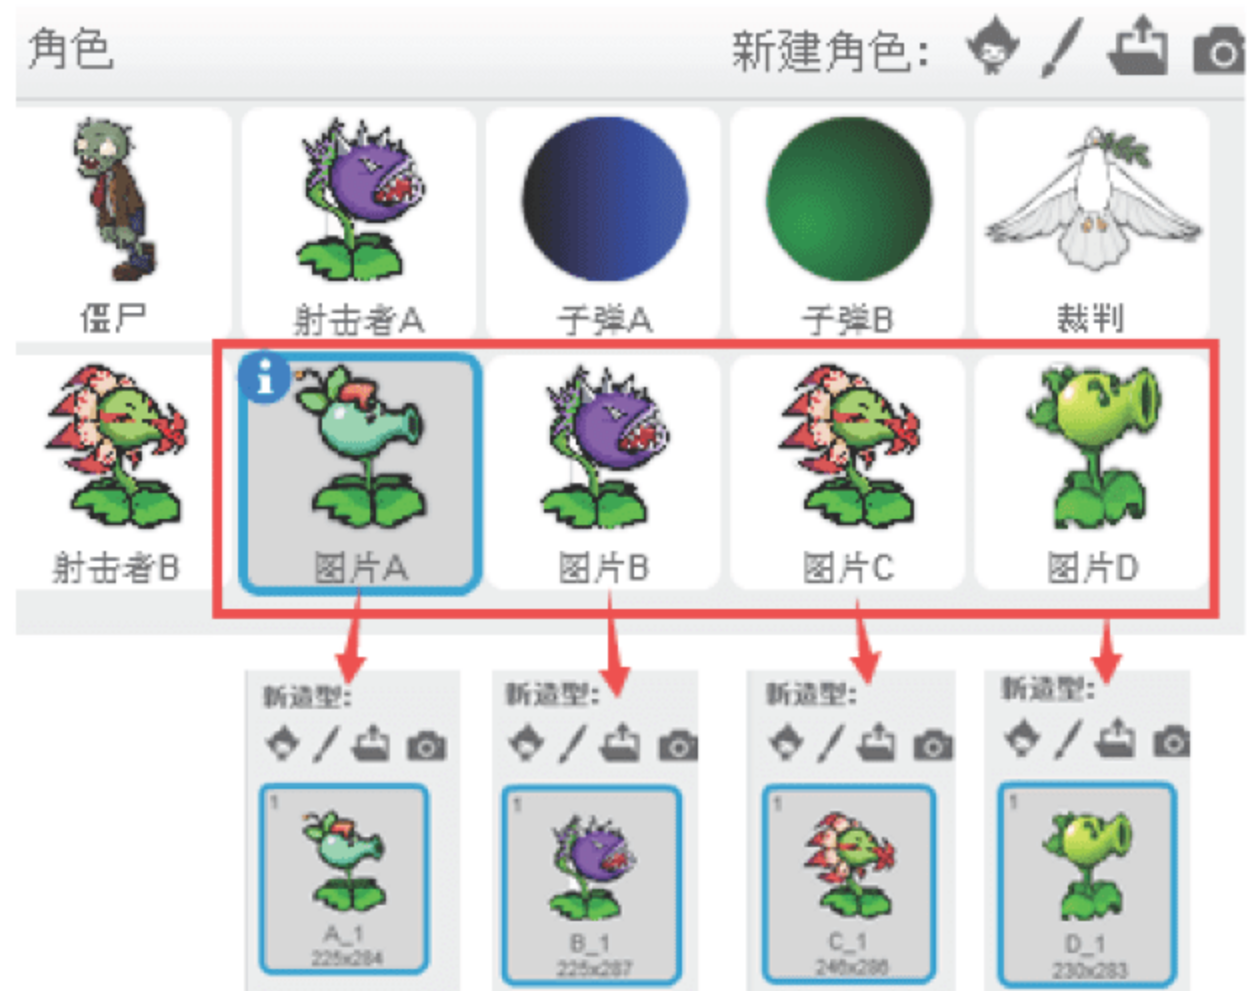 角色
新建角色:
僵尸
射击者A
子弹A
子弹B
裁判
射击者B
图片A
图片B
图片C
图片D
新造型:
新造型:
新造型:
新造型:
1
1
1
1
A_1
225x284
B_1
225x287
C_1
246x286
D_1
230x283